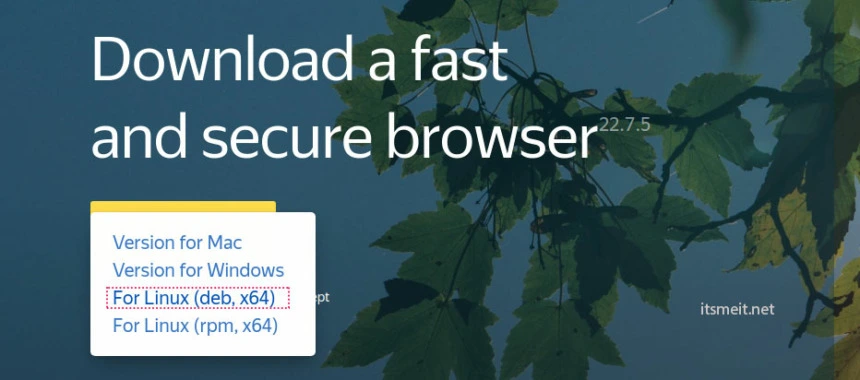 Download a fast
and secure browser 22.7.5
Version for Mac
Version for Windows
For Linux (deb, x64)
For Linux (rpm, x64)
itsmeit.net